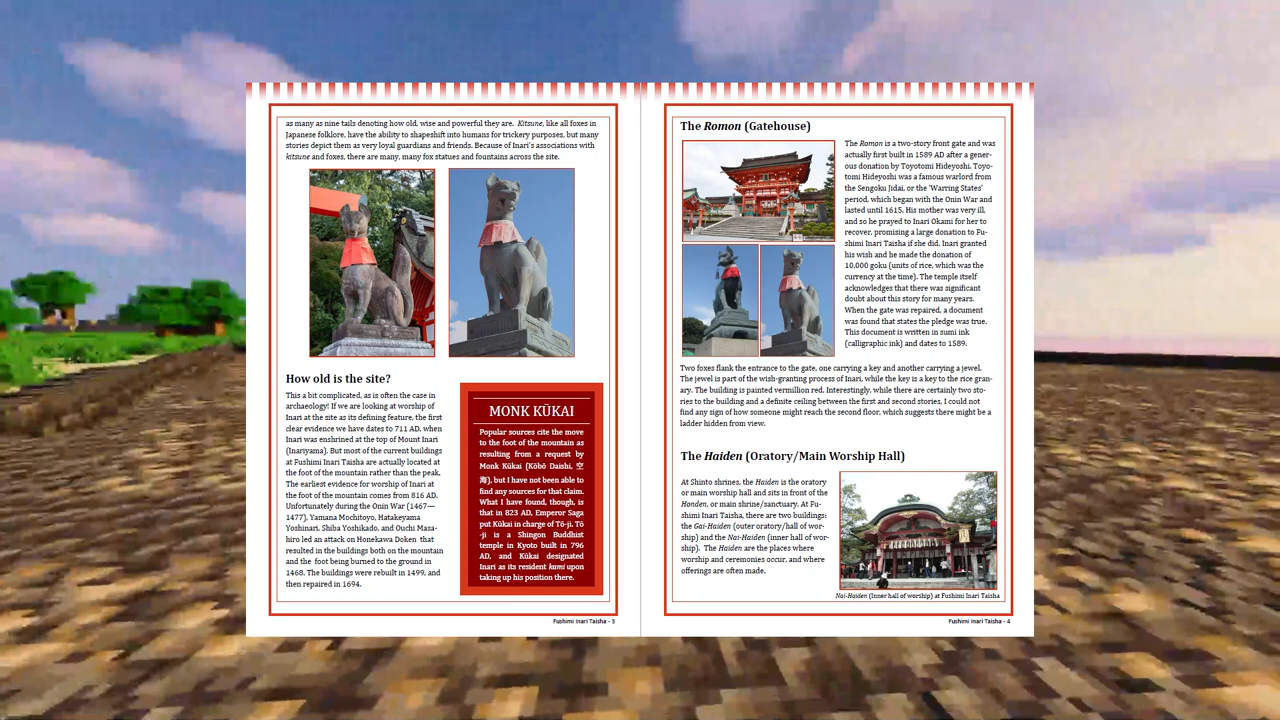 as many as nine tails denoting how old, wise and powerful they are. Kitsune, like all foxes in
Japanese folklore, have the ability to shapeshift into humans for trickery purposes, but many
stories depict them as very loyal guardians and friends. Because of Inari's associations with
kitsune and foxes, there are many, many fox statues and fountains across the site.
How old is the site?
This a bit complicated, as is often the case in
archaeology! If we are looking at worship of
Inari at the site as its defining feature, the first
clear evidence we have dates to 711 AD, when
Inari was enshrined at the top of Mount Inari
(Inariyama). But most of the current buildings
at Fushimi Inari Taisha are actually located at
the foot of the mountain rather than the peak.
The earliest evidence for worship of Inari at
the foot of the mountain comes from 816 AD.
Unfortunately during the Onin War (1467—
1477), Yamana Mochitoyo, Hatakeyama
Yoshinari, Shiba Yoshikado, and Ouchi Masa-
hiro led an attack on Honekawa Doken that
resulted in the buildings both on the mountain
and the foot being burned to the ground in
1468. The buildings were rebuilt in 1499, and
then repaired in 1694.
MONK KŪKAI
Popular sources cite the move
to the foot of the mountain as
resulting from a request by
Monk Kūkai (Kōbō Daishi, 空
海), but I have not been able to
find any sources for that claim.
What I have found, though, is
that in 823 AD, Emperor Saga
put Kūkai in charge of Tō-ji. Tō
-ji is a Shingon Buddhist
temple in Kyoto built in 796
AD, and Kūkai designated
Inari as its resident kami upon
taking up his position there.
Fushimi Inari Taisha - 3
The Romon (Gatehouse)
The Romon is a two-story front gate and was
actually first built in 1589 AD after a gener-
ous donation by Toyotomi Hideyoshi. Toyo-
tomi Hideyoshi was a famous warlord from
the Sengoku Jidai, or the 'Warring States'
period, which began with the Onin War and
lasted until 1615. His mother was very ill,
and so he prayed to Inari Okami for her to
recover, promising a large donation to Fu-
shimi Inari Taisha if she did. Inari granted
his wish and he made the donation of
10,000 goku (units of rice, which was the
currency at the time). The temple itself
acknowledges that there was significant
doubt about this story for many years.
When the gate was repaired, a document
was found that states the pledge was true.
This document is written in sumi ink
(calligraphic ink) and dates to 1589.
Two foxes flank the entrance to the gate, one carrying a key and another carrying a jewel.
The jewel is part of the wish-granting process of Inari, while the key is a key to the rice gran-
ary. The building is painted vermillion red. Interestingly, while there are certainly two sto-
ries to the building and a definite ceiling between the first and second stories, I could not
find any sign of how someone might reach the second floor, which suggests there might be a
ladder hidden from view.
The Haiden (Oratory/Main Worship Hall)
At Shinto shrines, the Haiden is the oratory
or main worship hall and sits in front of the
Honden, or main shrine/sanctuary. At Fu-
shimi Inari Taisha, there are two buildings:
the Gai-Haiden (outer oratory/hall of wor-
ship) and the Nai-Haiden (inner hall of wor-
ship). The Haiden are the places where
worship and ceremonies occur, and where
offerings are often made.
Nai-Haiden (Inner hall of worship) at Fushimi Inari Taisha
Fushimi Inari Taisha - 4